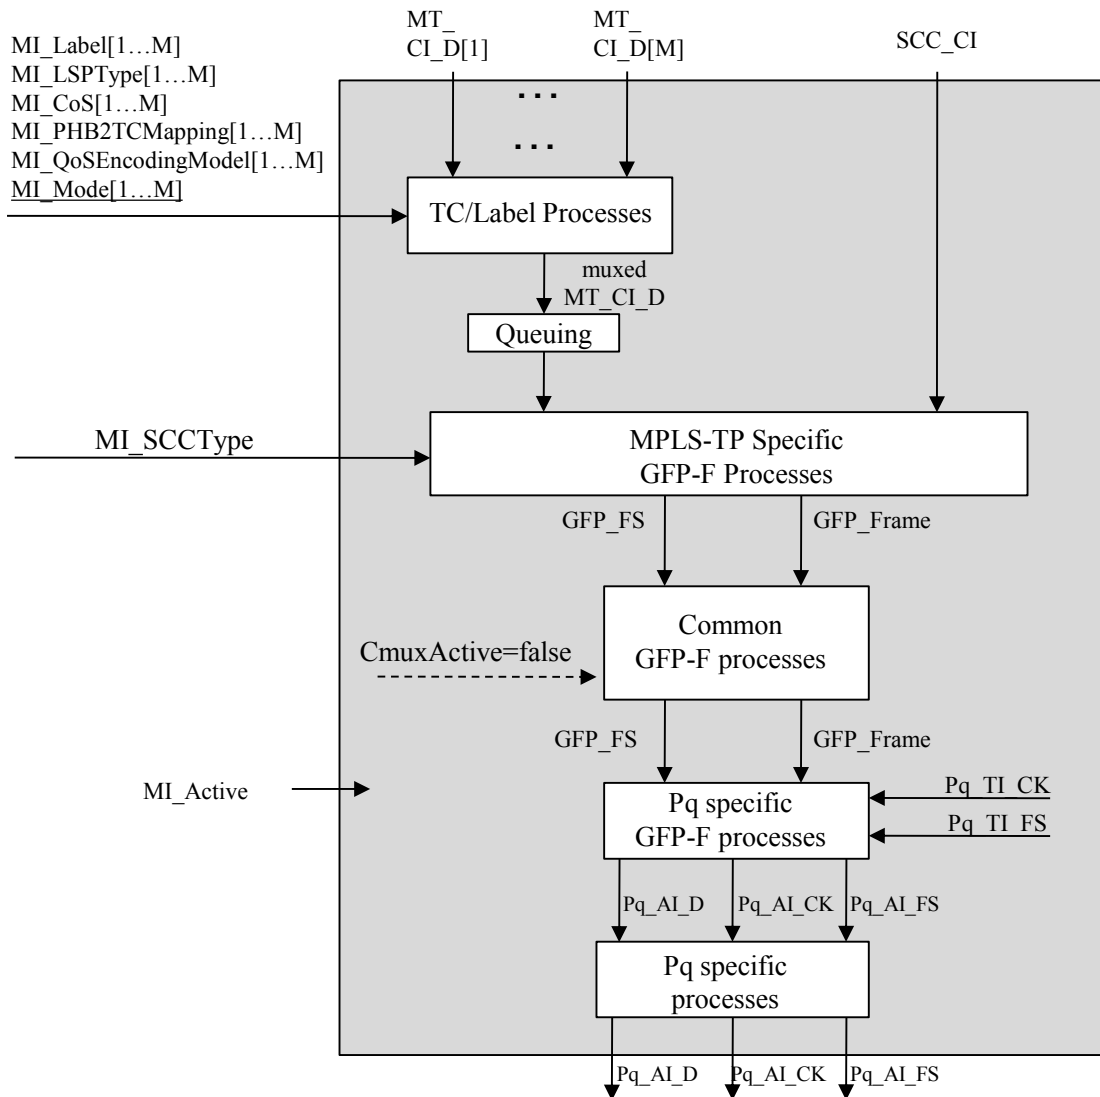 MT_
CI_D[1]
MT_
CI_D[M]
SCC_CI
MI_Label[1…M]
MI_LSPType[1…M]
MI_CoS[1…M]
MI_PHB2TCMapping[1…M]
MI_QoSEncodingModel[1…M]
MI_Mode[1…M]
...
...
TC/Label Processes
muxed
MT_CI_D
Queuing
MI_SCCType
MPLS-TP Specific
GFP-F Processes
GFP_FS
GFP_Frame
Common
GFP-F processes
CmuxActive=false
GFP_FS
GFP_Frame
MI_Active
Pq specific
GFP-F processes
Pq_TI_CK
Pq_TI_FS
Pq_AI_D
Pq_AI_CK
Pq_AI_FS
Pq specific
processes
Pq_AI_D
Pq_AI_CK
Pq_AI_FS